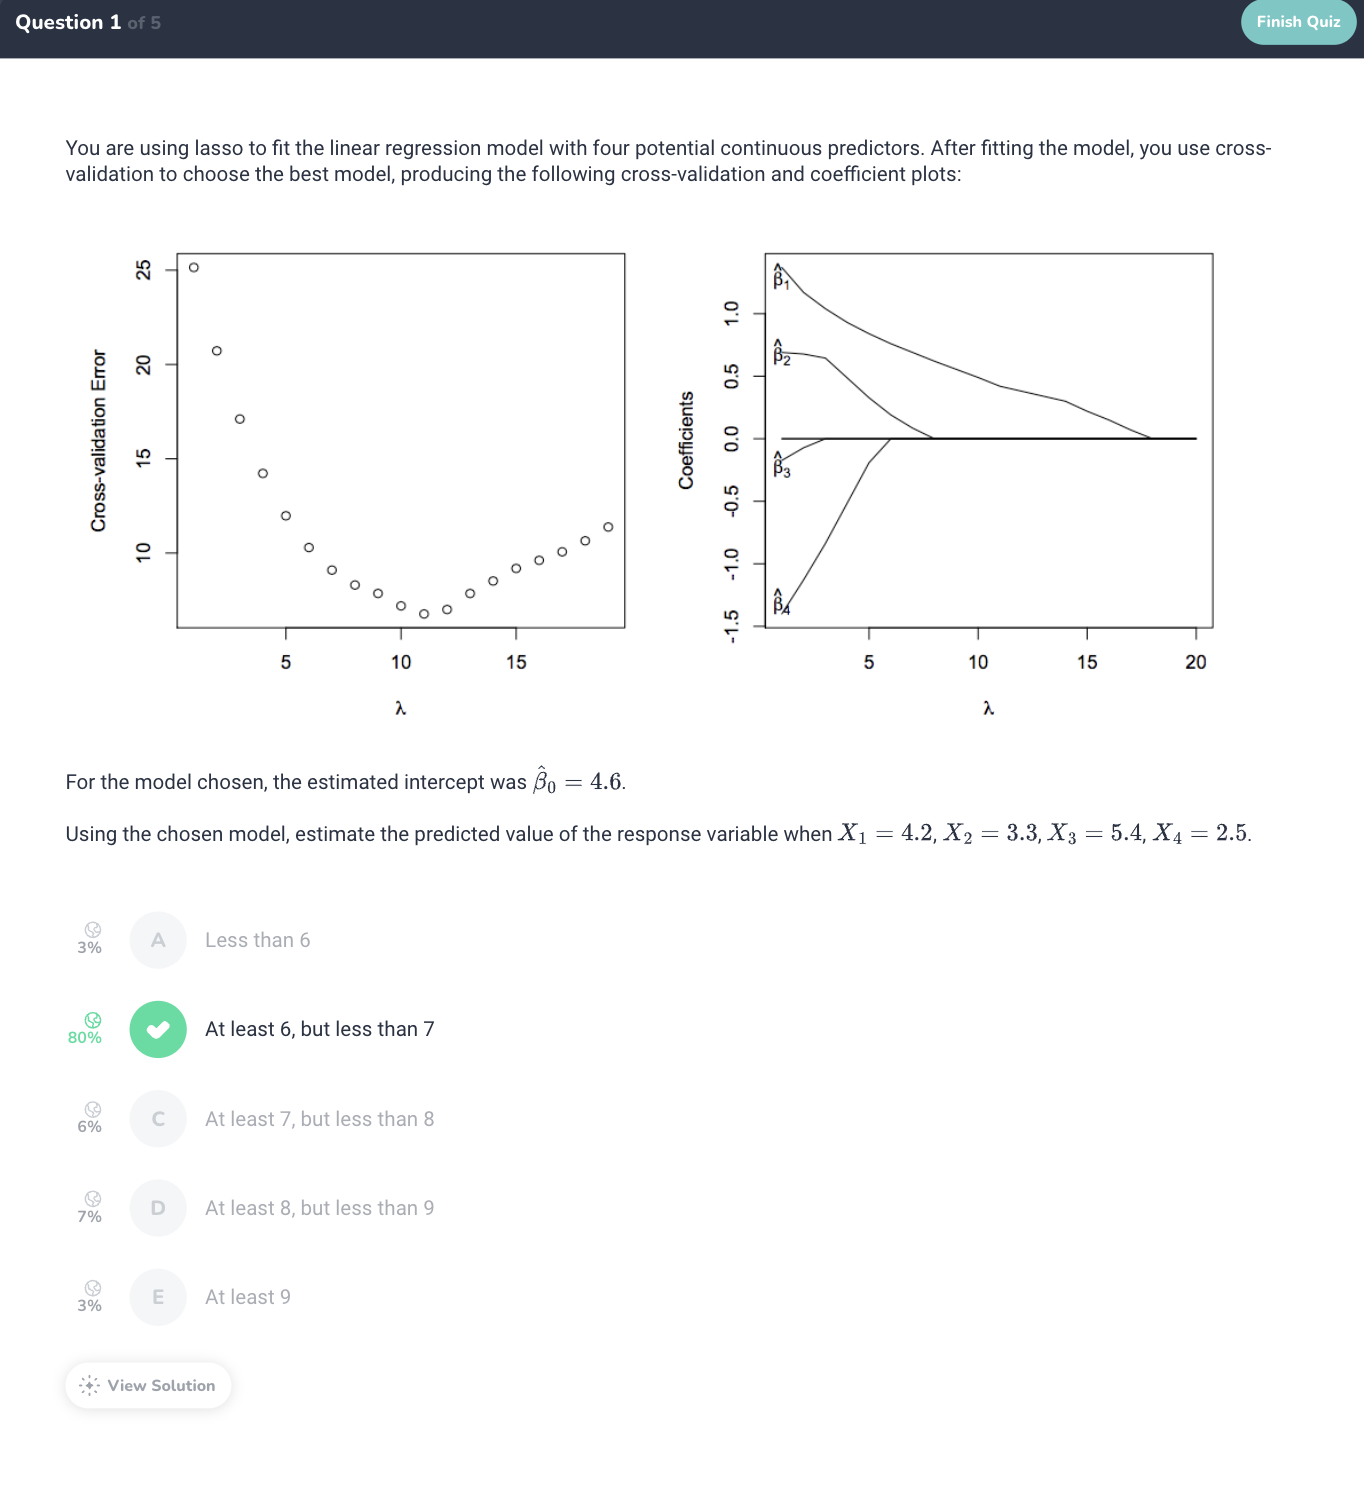 Question 1 of 5
Finish Quiz
You are using lasso to fit the linear regression model with four potential continuous predictors. After fitting the model, you use cross-
validation to choose the best model, producing the following cross-validation and coefficient plots:
Cross-validation Error
25
20
15
10
5 10 15
λ
Coefficients
1.0
0.5
0.0
-0.5
-1.0
-1.5
β̂1
β̂2
β̂3
β̂4
5 10 15 20
λ
For the model chosen, the estimated intercept was β̂0 = 4.6.
Using the chosen model, estimate the predicted value of the response variable when X1 = 4.2, X2 = 3.3, X3 = 5.4, X4 = 2.5.
3% A Less than 6
80% At least 6, but less than 7
6% C At least 7, but less than 8
7% D At least 8, but less than 9
3% E At least 9
View Solution